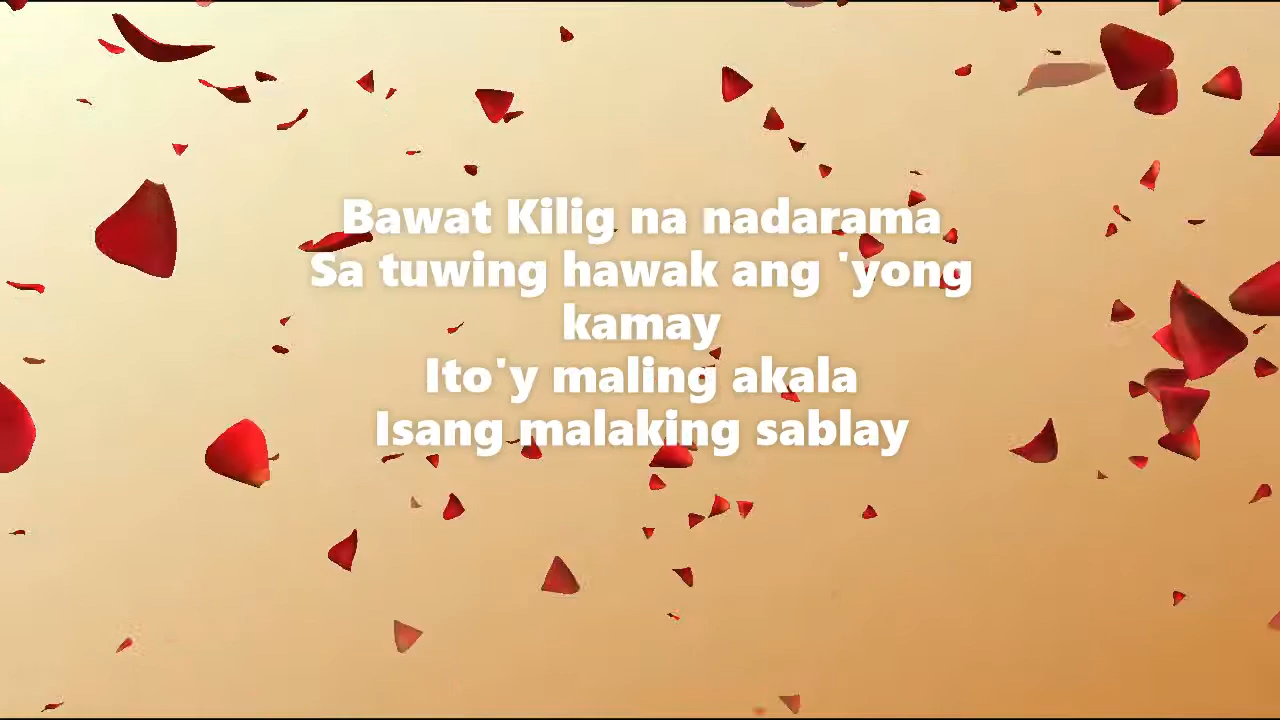 Bawat Kilig na nadarama
Sa tuwing hawak ang 'yong
kamay
Ito'y maling akala
Isang malaking sablay